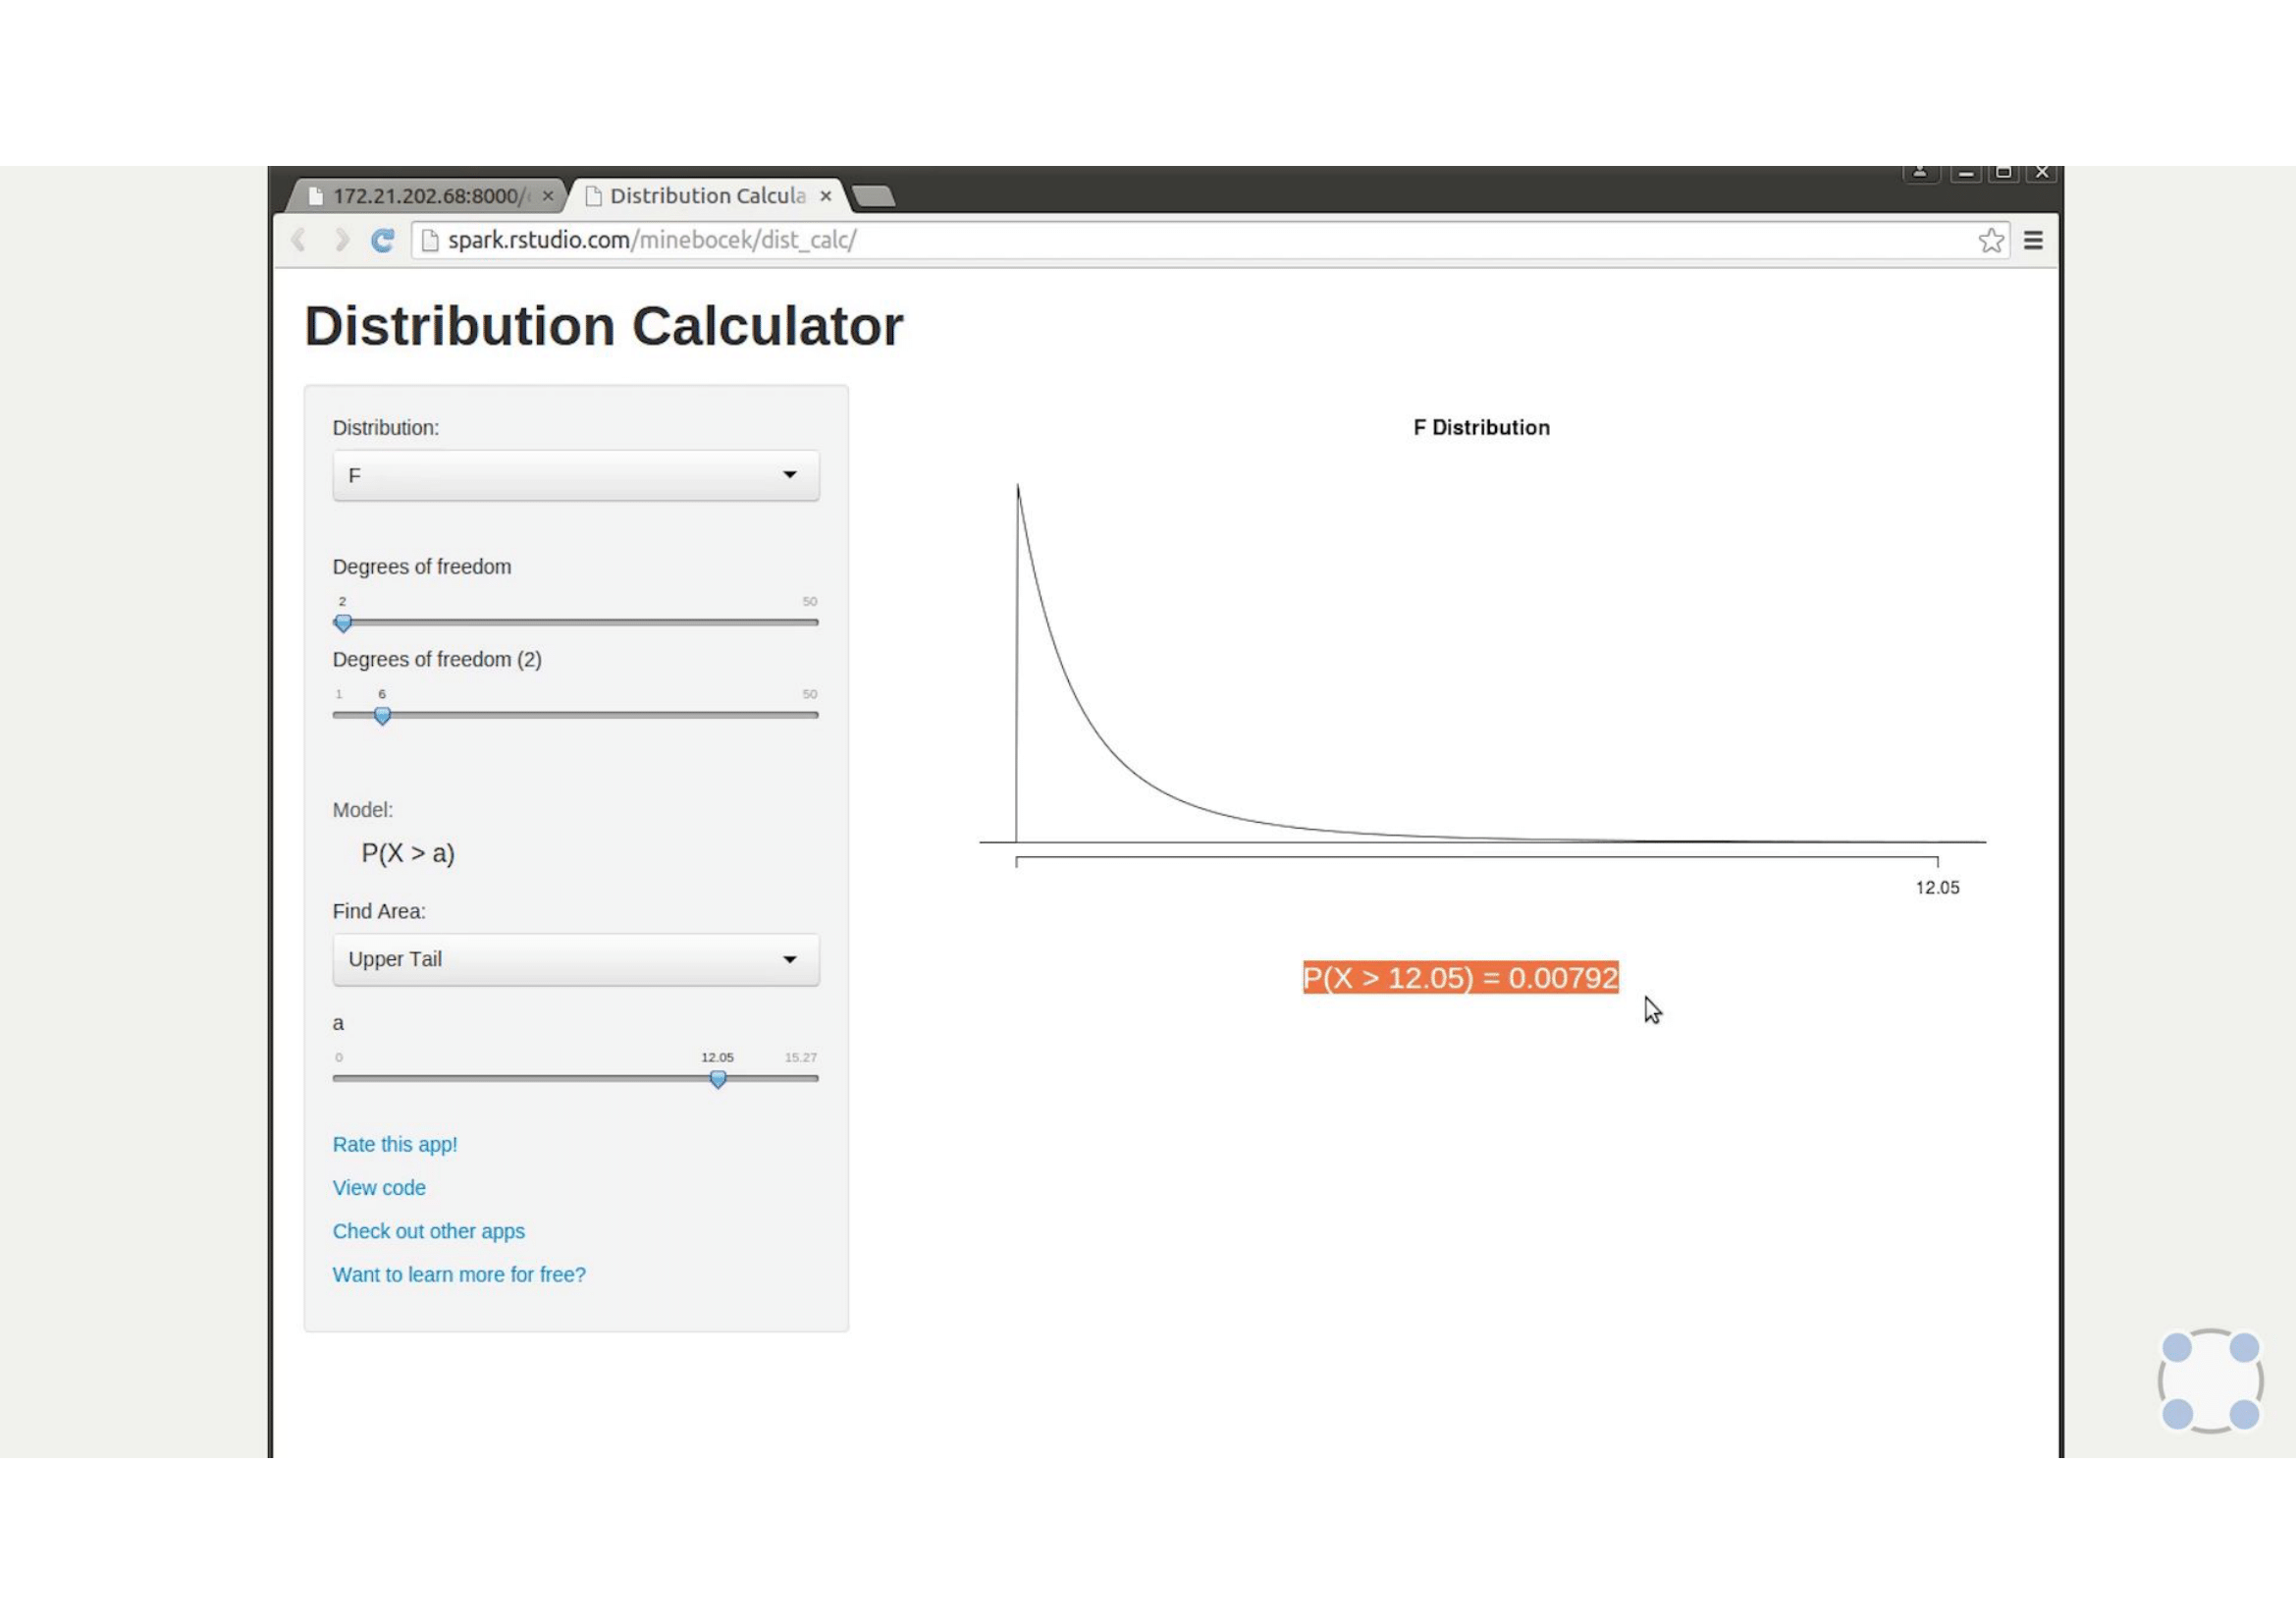 172.21.202.68:8000/
Distribution Calcula
spark.rstudio.com/minebocek/dist_calc/
Distribution Calculator
Distribution:
F
Degrees of freedom
2 50
Degrees of freedom (2)
1 6 50
Model:
P(X > a)
Find Area:
Upper Tail
a
0 12.05 15.27
Rate this app!
View code
Check out other apps
Want to learn more for free?
F Distribution
12.05
P(X > 12.05) = 0.00792